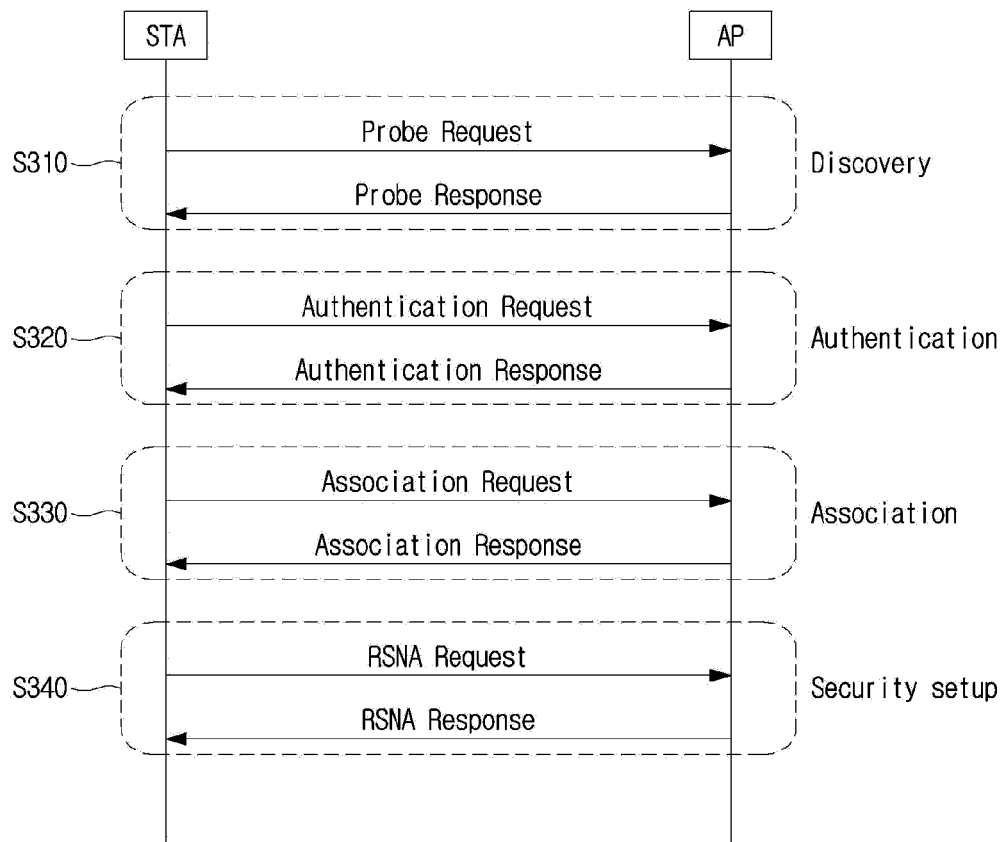 STA
AP
Probe Request
S310
Discovery
Probe Response
Authentication Request
S320
Authentication
Authentication Response
Association Request
S330
Association
Association Response
RSNA Request
S340
Security setup
RSNA Response